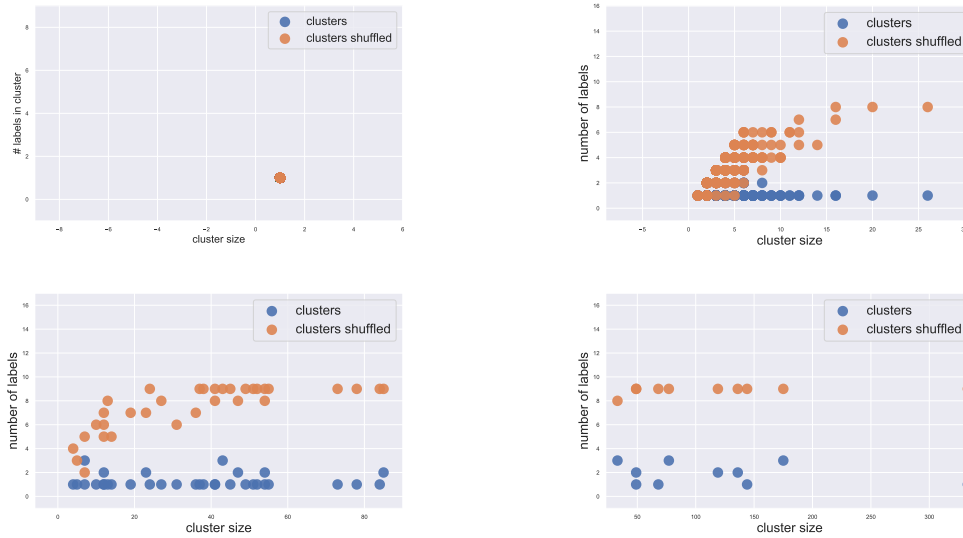 clusters
clusters shuffled
# labels in cluster
8
6
4
2
0
−8 −6 −4 −2 0 2 4 6
cluster size
clusters
clusters shuffled
number of labels
16
14
12
10
8
6
4
2
0
−5 0 5 10 15 20 25
cluster size
clusters
clusters shuffled
number of labels
16
14
12
10
8
6
4
2
0
0 20 40 60 80
cluster size
clusters
clusters shuffled
number of labels
16
14
12
10
8
6
4
2
0
50 100 150 200 250 300
cluster size